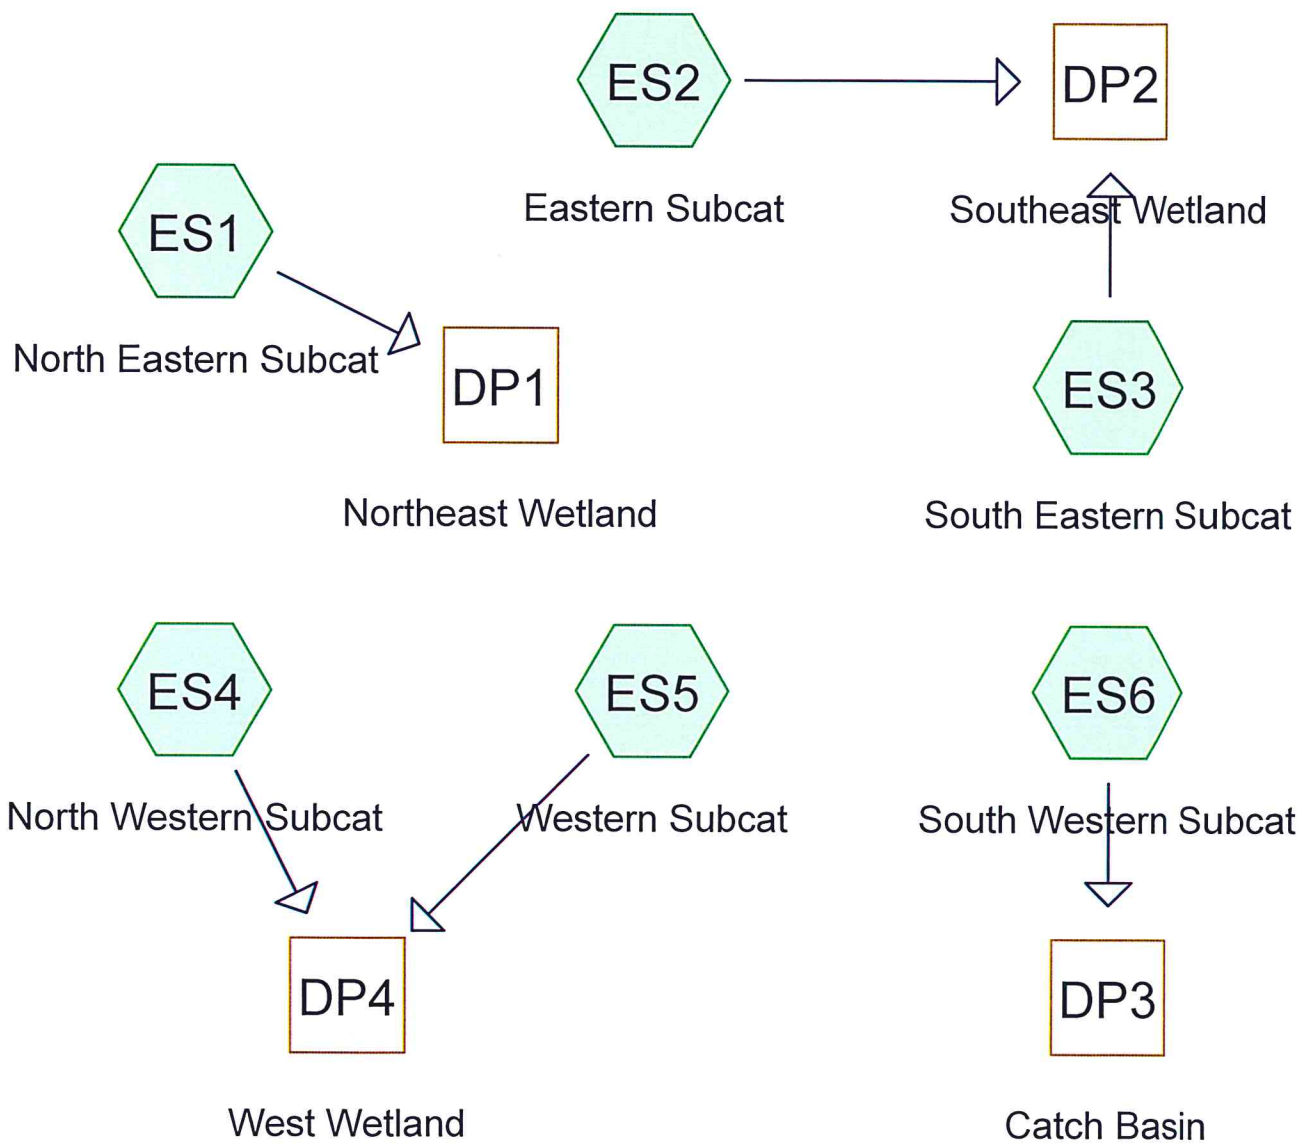 ES2
DP2
Eastern Subcat
Southeast Wetland
ES1
North Eastern Subcat
DP1
Northeast Wetland
ES3
South Eastern Subcat
ES4
North Western Subcat
ES5
Western Subcat
ES6
South Western Subcat
DP4
West Wetland
DP3
Catch Basin